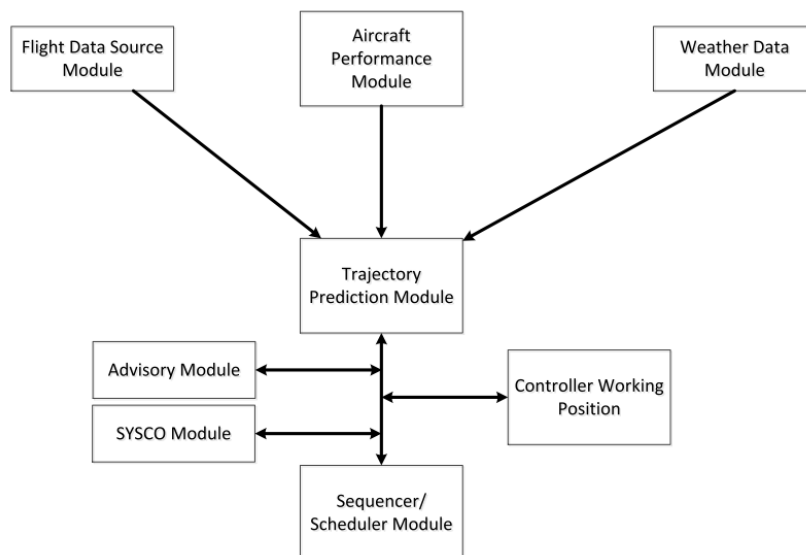 Flight Data Source
Module
Aircraft
Performance
Module
Weather Data
Module
Trajectory
Prediction Module
Advisory Module
Controller Working
Position
SYSCO Module
Sequencer/
Scheduler Module